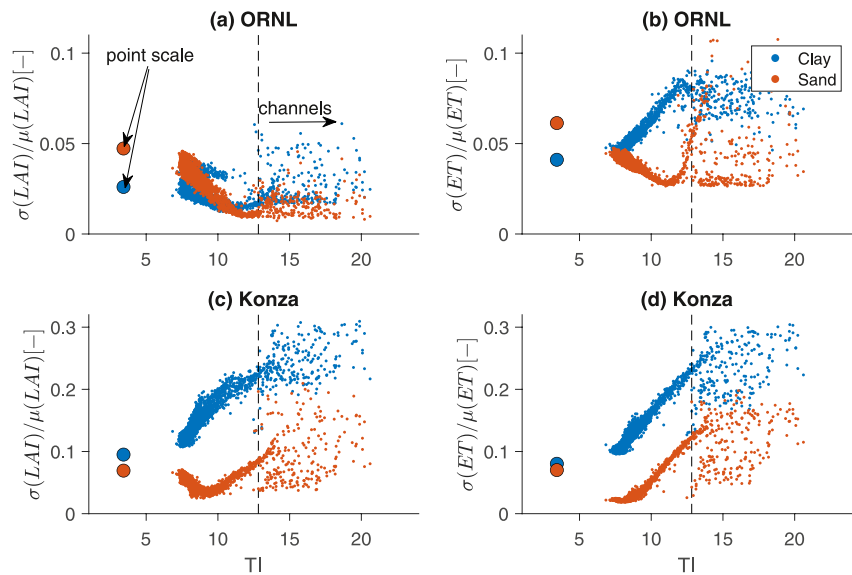 (a) ORNL
(b) ORNL
σ(LAI)/μ(LAI)[−]
0.1
0.05
0
point scale
channels
5
10
15
20
σ(ET)/μ(ET)[−]
0.1
0.05
0
Clay
Sand
5
10
15
20
(c) Konza
(d) Konza
σ(LAI)/μ(LAI)[−]
0.3
0.2
0.1
0
5
10
15
20
TI
σ(ET)/μ(ET)[−]
0.3
0.2
0.1
0
5
10
15
20
TI